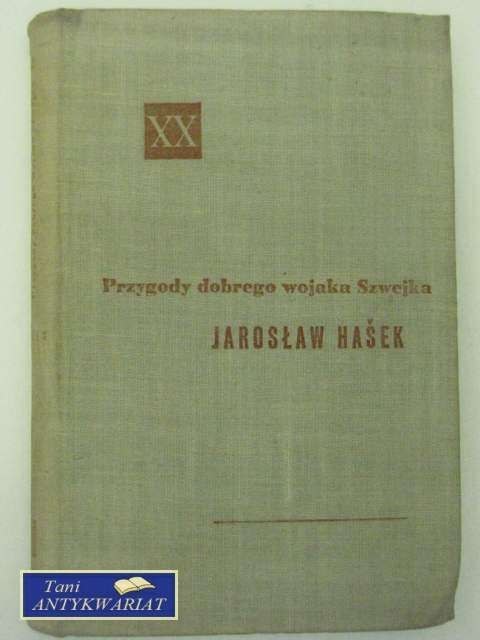 XX
Przygody dobrego wojaka Szwejka
JAROSŁAW HAŠEK
Tani
ANTYKWARIAT